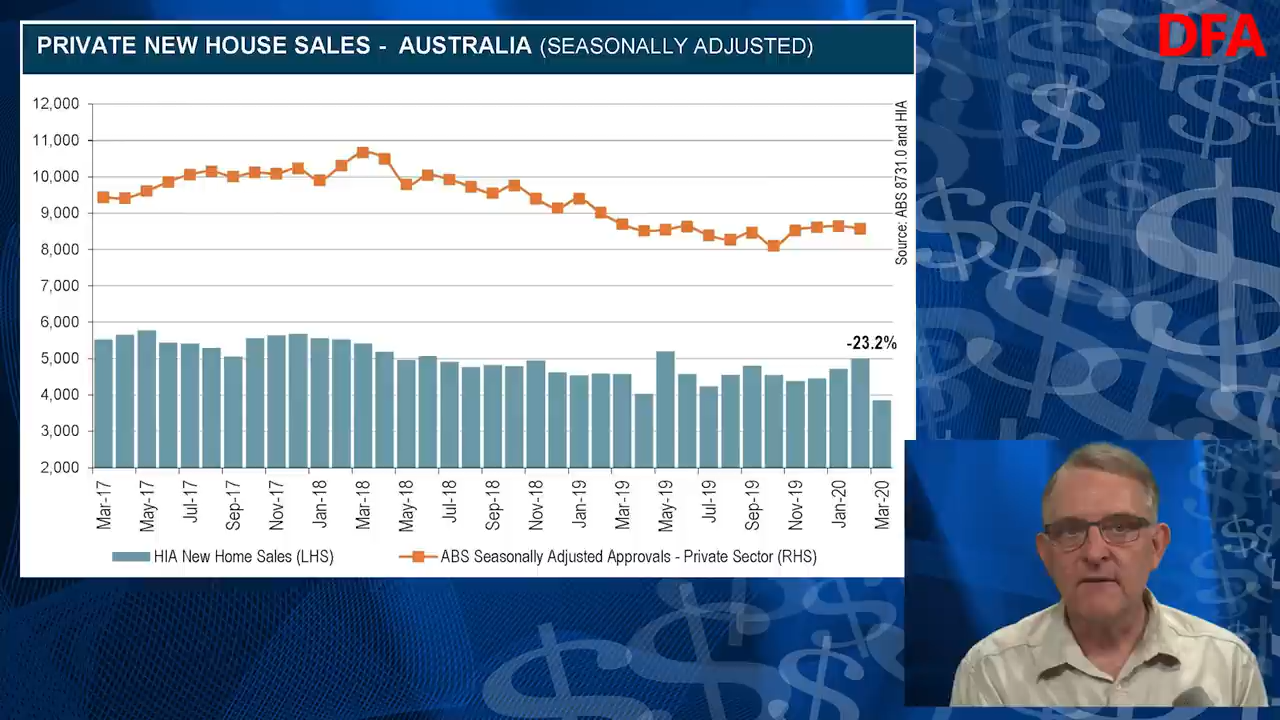 PRIVATE NEW HOUSE SALES - AUSTRALIA (SEASONALLY ADJUSTED)
DFA
12,000
11,000
10,000
9,000
8,000
7,000
6,000
5,000
4,000
3,000
2,000
Source: ABS 8731.0 and HIA
-23.2%
Mar-17
May-17
Jul-17
Sep-17
Nov-17
Jan-18
Mar-18
May-18
Jul-18
Sep-18
Nov-18
Jan-19
Mar-19
May-19
Jul-19
Sep-19
Nov-19
Jan-20
Mar-20
HIA New Home Sales (LHS)
ABS Seasonally Adjusted Approvals - Private Sector (RHS)